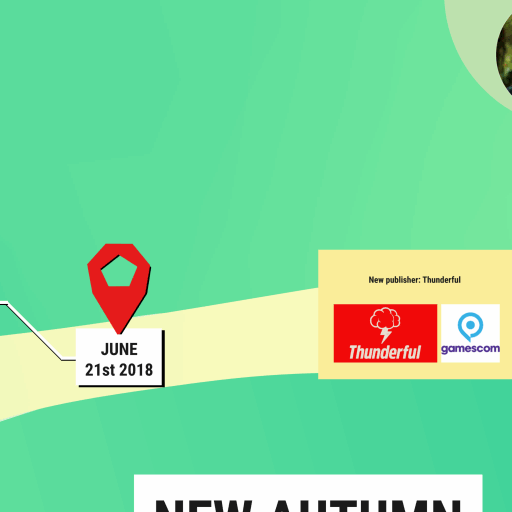 New publisher: Thunderful
Thunderful
gamescom
JUNE
21st 2018
NEW AUTUMN